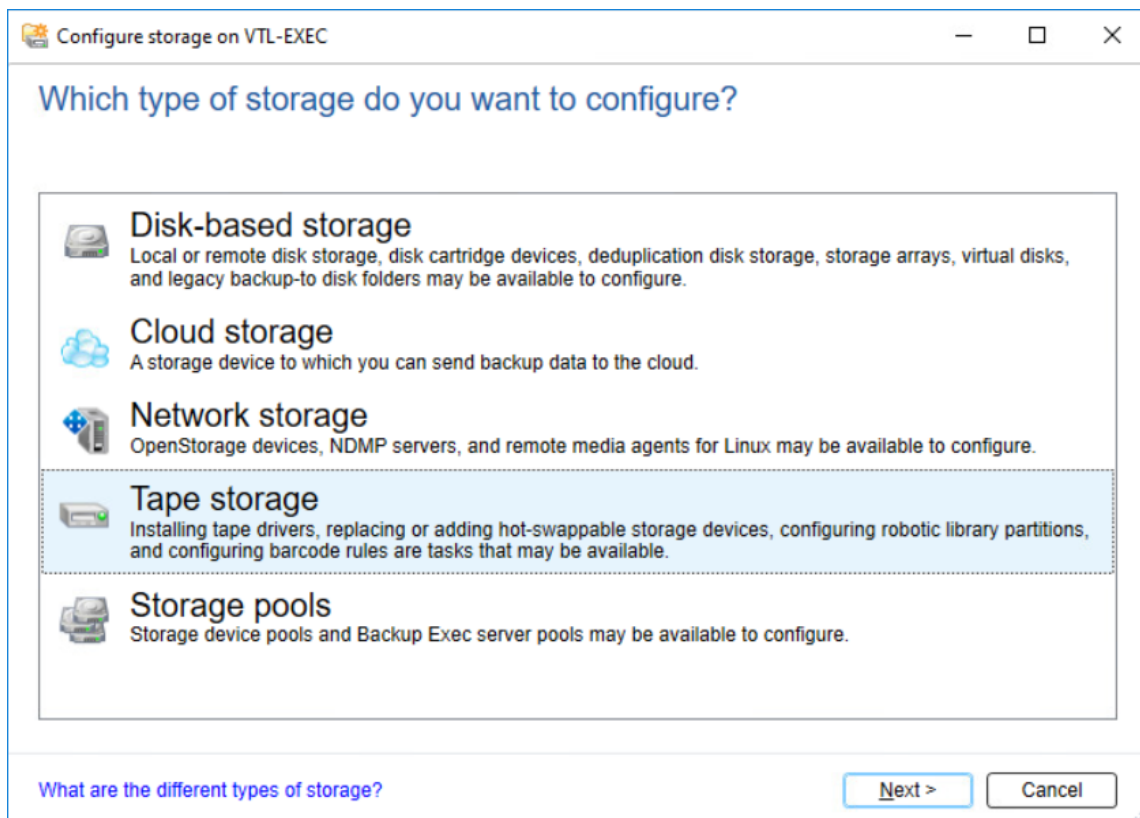 Configure storage on VTL-EXEC
Which type of storage do you want to configure?
Disk-based storage
Local or remote disk storage, disk cartridge devices, deduplication disk storage, storage arrays, virtual disks,
and legacy backup-to disk folders may be available to configure.
Cloud storage
A storage device to which you can send backup data to the cloud.
Network storage
OpenStorage devices, NDMP servers, and remote media agents for Linux may be available to configure.
Tape storage
Installing tape drivers, replacing or adding hot-swappable storage devices, configuring robotic library partitions,
and configuring barcode rules are tasks that may be available.
Storage pools
Storage device pools and Backup Exec server pools may be available to configure.
What are the different types of storage?
Next >
Cancel